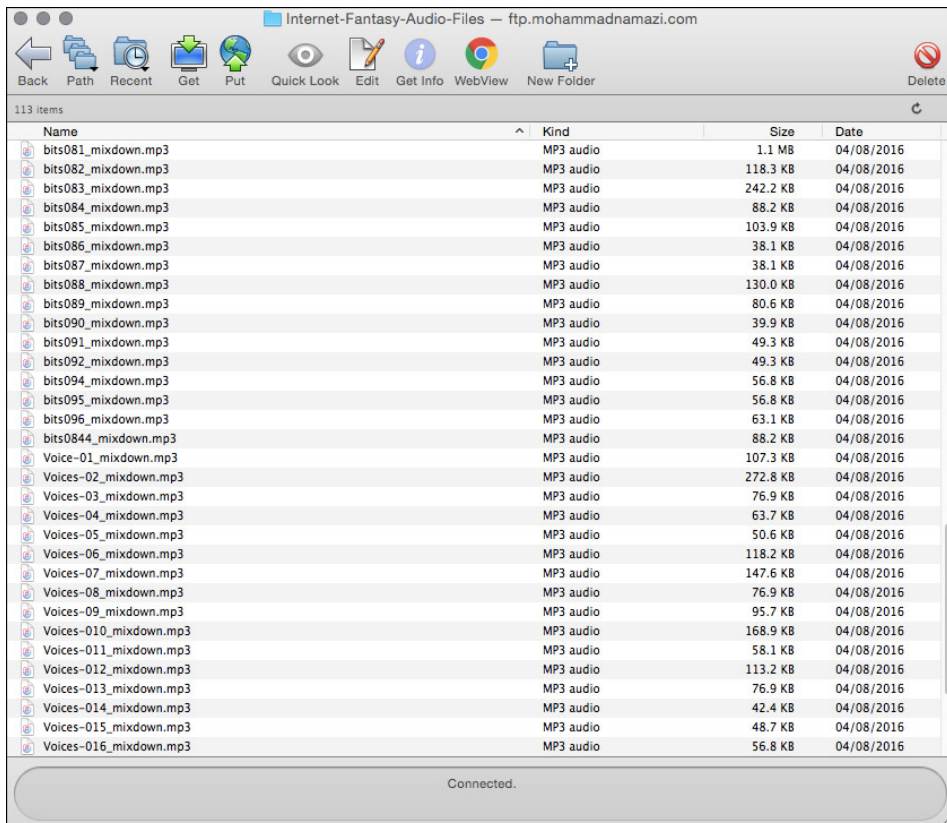 Internet-Fantasy-Audio-Files — ftp.mohammadnamazi.com
Back Path Recent Get Put Quick Look Edit Get Info WebView New Folder Delete
113 items
Name Kind Size Date
bits081_mixdown.mp3 MP3 audio 1.1 MB 04/08/2016
bits082_mixdown.mp3 MP3 audio 118.3 KB 04/08/2016
bits083_mixdown.mp3 MP3 audio 242.2 KB 04/08/2016
bits084_mixdown.mp3 MP3 audio 88.2 KB 04/08/2016
bits085_mixdown.mp3 MP3 audio 103.9 KB 04/08/2016
bits086_mixdown.mp3 MP3 audio 38.1 KB 04/08/2016
bits087_mixdown.mp3 MP3 audio 38.1 KB 04/08/2016
bits088_mixdown.mp3 MP3 audio 130.0 KB 04/08/2016
bits089_mixdown.mp3 MP3 audio 80.6 KB 04/08/2016
bits090_mixdown.mp3 MP3 audio 39.9 KB 04/08/2016
bits091_mixdown.mp3 MP3 audio 49.3 KB 04/08/2016
bits092_mixdown.mp3 MP3 audio 49.3 KB 04/08/2016
bits094_mixdown.mp3 MP3 audio 56.8 KB 04/08/2016
bits095_mixdown.mp3 MP3 audio 56.8 KB 04/08/2016
bits096_mixdown.mp3 MP3 audio 63.1 KB 04/08/2016
bits0844_mixdown.mp3 MP3 audio 88.2 KB 04/08/2016
Voice-01_mixdown.mp3 MP3 audio 107.3 KB 04/08/2016
Voices-02_mixdown.mp3 MP3 audio 272.8 KB 04/08/2016
Voices-03_mixdown.mp3 MP3 audio 76.9 KB 04/08/2016
Voices-04_mixdown.mp3 MP3 audio 63.7 KB 04/08/2016
Voices-05_mixdown.mp3 MP3 audio 50.6 KB 04/08/2016
Voices-06_mixdown.mp3 MP3 audio 118.2 KB 04/08/2016
Voices-07_mixdown.mp3 MP3 audio 147.6 KB 04/08/2016
Voices-08_mixdown.mp3 MP3 audio 76.9 KB 04/08/2016
Voices-09_mixdown.mp3 MP3 audio 95.7 KB 04/08/2016
Voices-010_mixdown.mp3 MP3 audio 168.9 KB 04/08/2016
Voices-011_mixdown.mp3 MP3 audio 58.1 KB 04/08/2016
Voices-012_mixdown.mp3 MP3 audio 113.2 KB 04/08/2016
Voices-013_mixdown.mp3 MP3 audio 76.9 KB 04/08/2016
Voices-014_mixdown.mp3 MP3 audio 42.4 KB 04/08/2016
Voices-015_mixdown.mp3 MP3 audio 48.7 KB 04/08/2016
Voices-016_mixdown.mp3 MP3 audio 56.8 KB 04/08/2016
Connected.